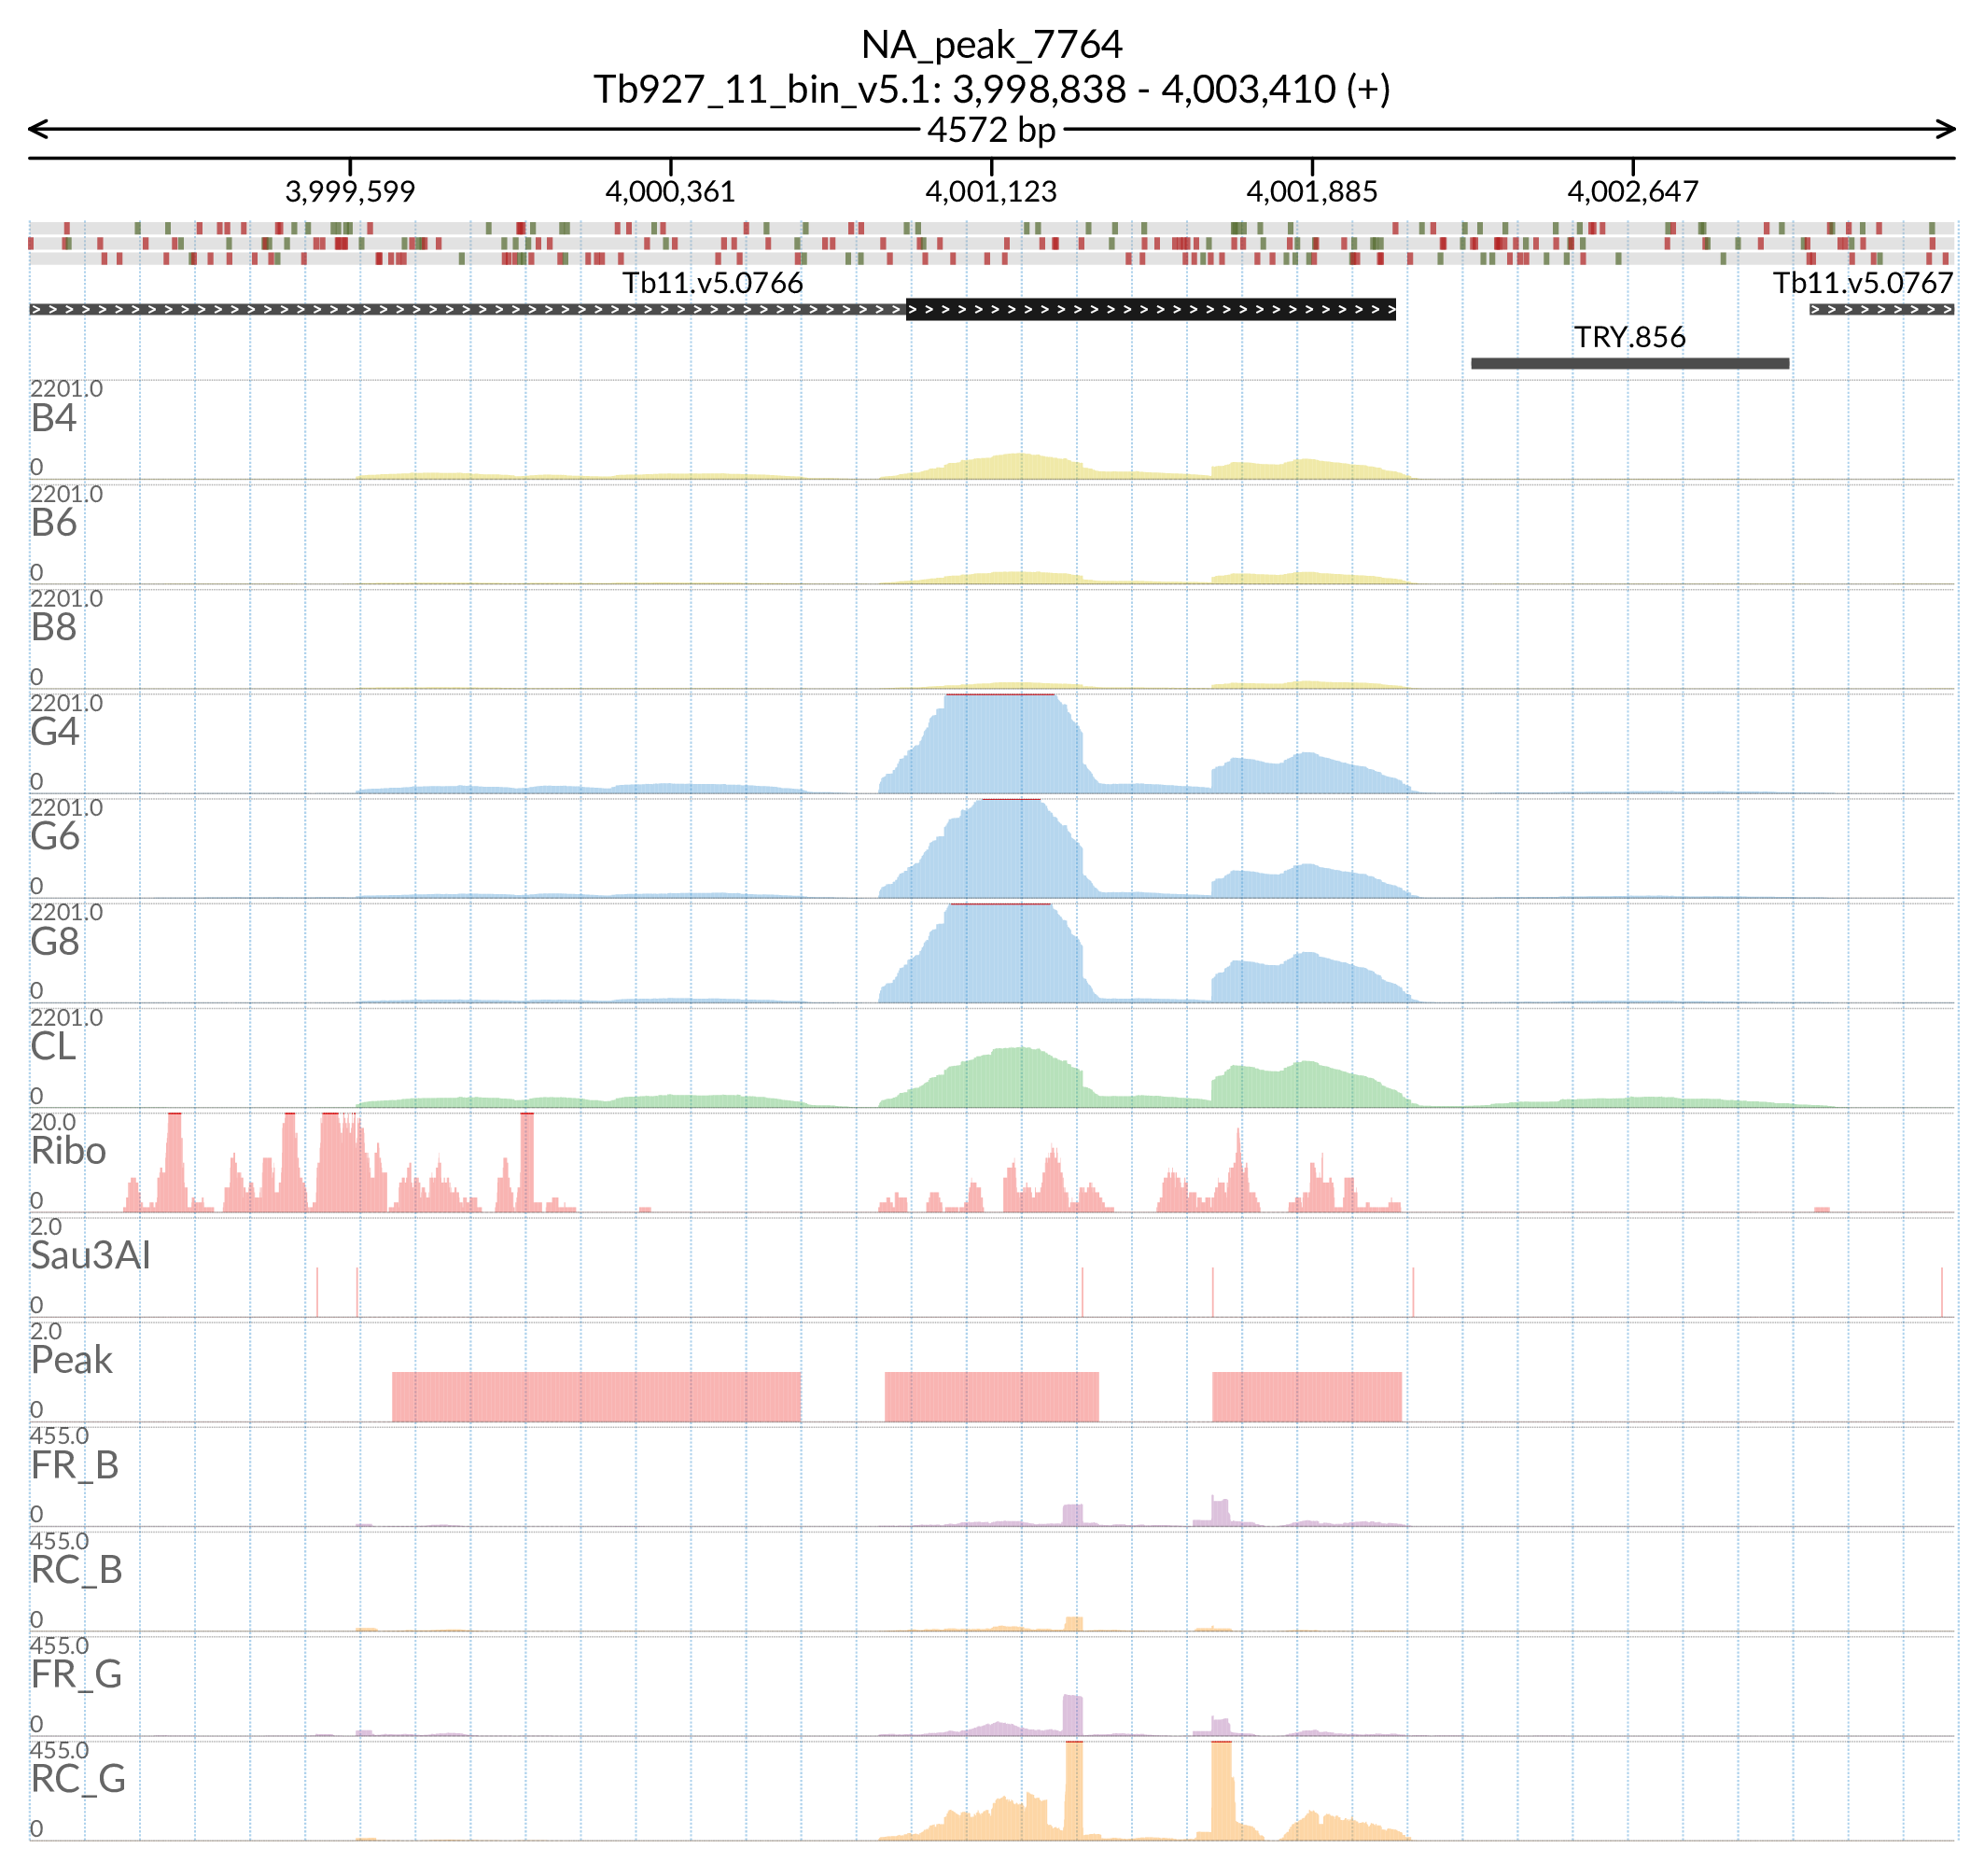 NA_peak_7764
Tb927_11_bin_v5.1: 3,998,838 - 4,003,410 (+)
4572 bp
3,999,599 4,000,361 4,001,123 4,001,885 4,002,647
Tb11.v5.0766 Tb11.v5.0767
TRY.856
2201.0
B4
0
2201.0
B6
0
2201.0
B8
0
2201.0
G4
0
2201.0
G6
0
2201.0
G8
0
2201.0
CL
0
20.0
Ribo
0
2.0
Sau3AI
0
2.0
Peak
0
455.0
FR_B
0
455.0
RC_B
0
455.0
FR_G
0
455.0
RC_G
0